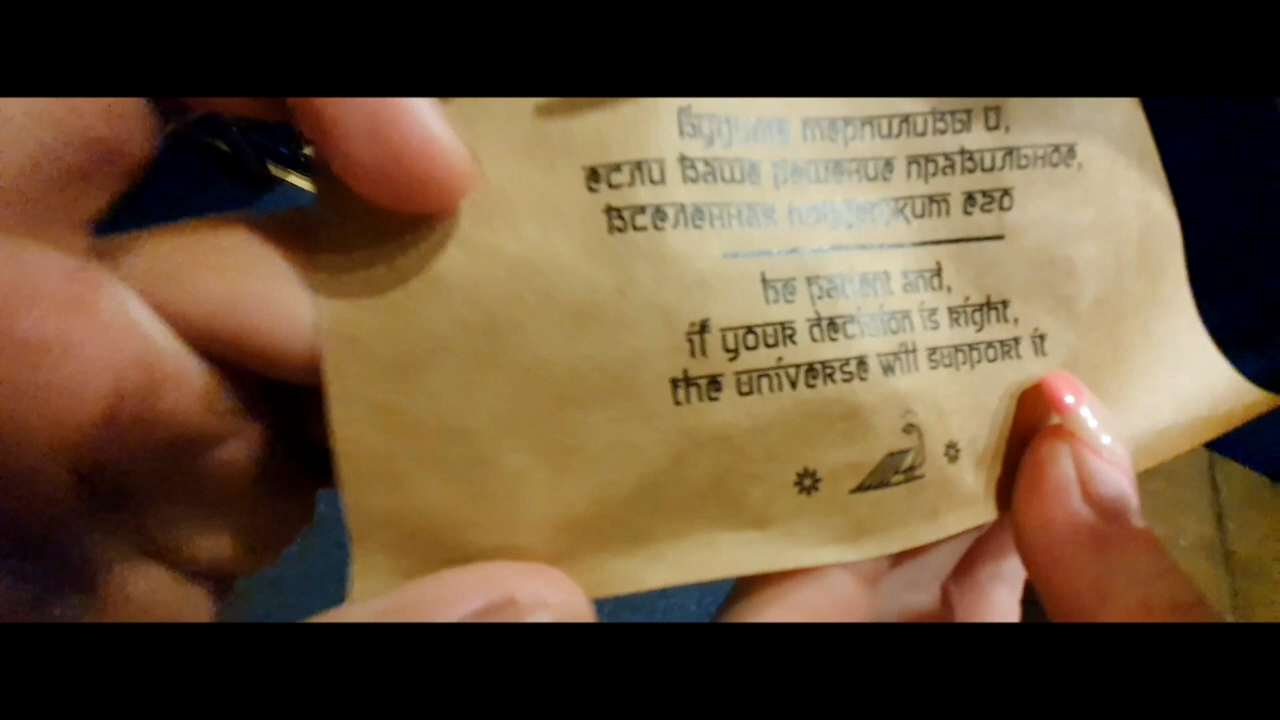 Будьте терпиливы и,
если Ваше решение правильное,
Вселенная поддержит его
be patient and,
if your decision is right,
the universe will support it